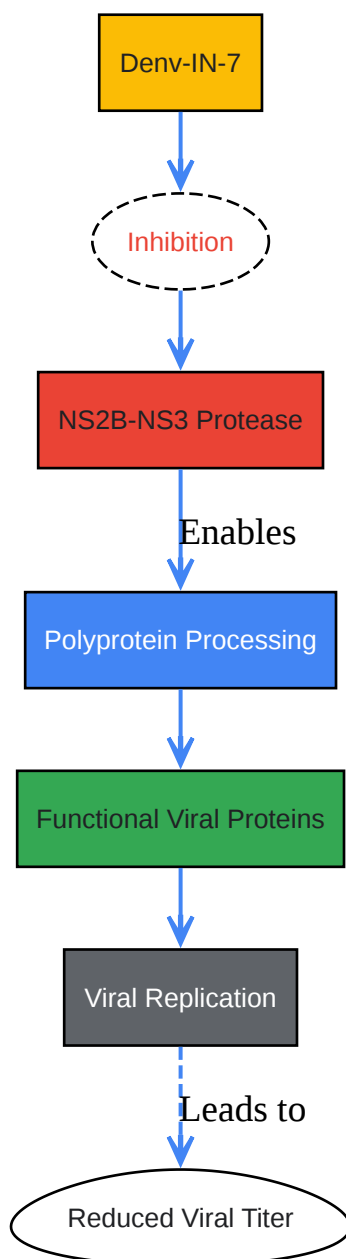 Denv-IN-7
Inhibition
NS2B-NS3 Protease
Enables
Polyprotein Processing
Functional Viral Proteins
Viral Replication
Leads to
Reduced Viral Titer